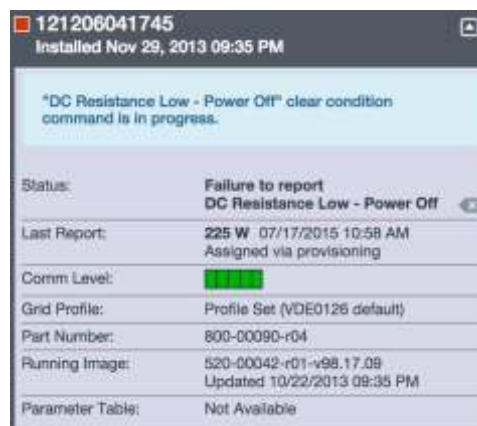 121206041745
Installed Nov 29, 2013 09:35 PM
"DC Resistance Low - Power Off" clear condition
command is in progress.
Status: Failure to report
DC Resistance Low - Power Off
Last Report: 225 W 07/17/2015 10:58 AM
Assigned via provisioning
Comm Level:
Grid Profile: Profile Set (VDE0126 default)
Part Number: 800-00090-r04
Running Image: 520-00042-r01-v98.17.09
Updated 10/22/2013 09:35 PM
Parameter Table: Not Available